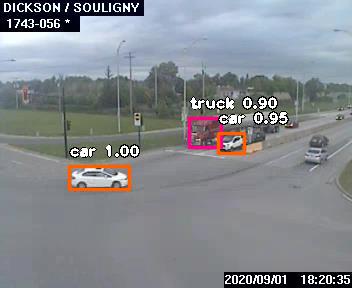 DICKSON / SOULIGNY
1743-056 *
truck 0.90
car 0.95
car 1.00
2020/09/01 18:20:35